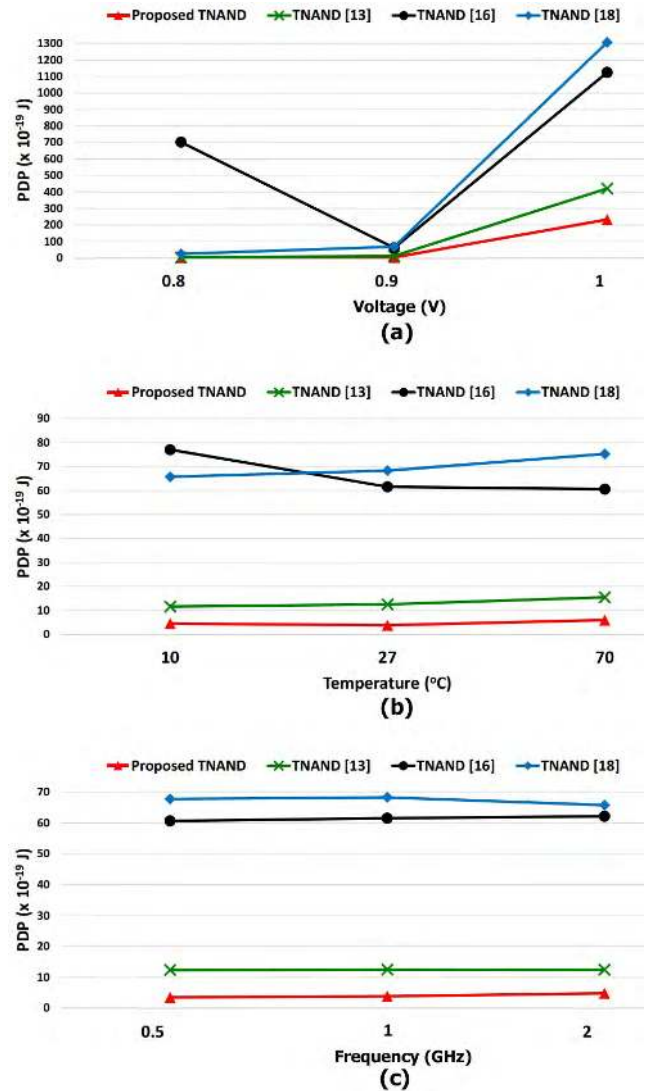 Proposed TNAND TNAND [13] TNAND [16] TNAND [18]
PDP (x 10⁻¹⁹ J)
1300
1200
1100
1000
900
800
700
600
500
400
300
200
100
0
0.8 0.9 1
Voltage (V)
(a)
Proposed TNAND TNAND [13] TNAND [16] TNAND [18]
PDP (x 10⁻¹⁹ J)
90
80
70
60
50
40
30
20
10
0
10 27 70
Temperature (ºC)
(b)
Proposed TNAND TNAND [13] TNAND [16] TNAND [18]
PDP (x 10⁻¹⁹ J)
70
60
50
40
30
20
10
0
0.5 1 2
Frequency (GHz)
(c)